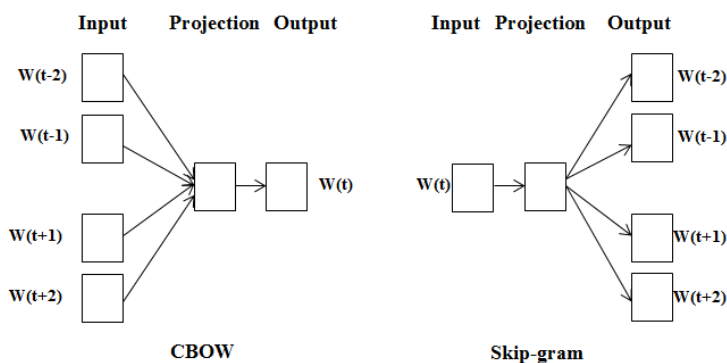 Input Projection Output
W(t-2)
W(t-1)
W(t)
W(t+1)
W(t+2)
CBOW
Input Projection Output
W(t-2)
W(t-1)
W(t)
W(t+1)
W(t+2)
Skip-gram